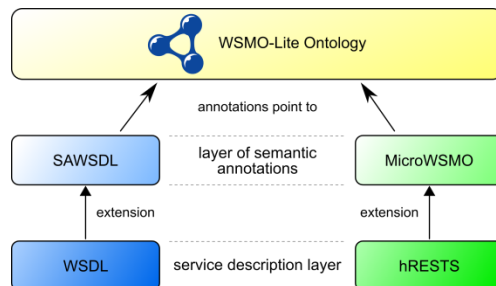 WSMO-Lite Ontology
annotations point to
SAWSDL
layer of semantic
annotations
MicroWSMO
extension
extension
WSDL
service description layer
hRESTS